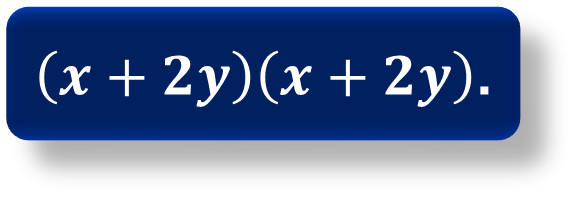 (x + 2y)(x + 2y).